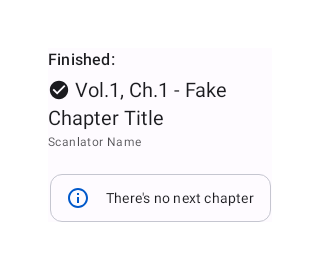 Finished:
Vol.1, Ch.1 - Fake
Chapter Title
Scanlator Name
There's no next chapter